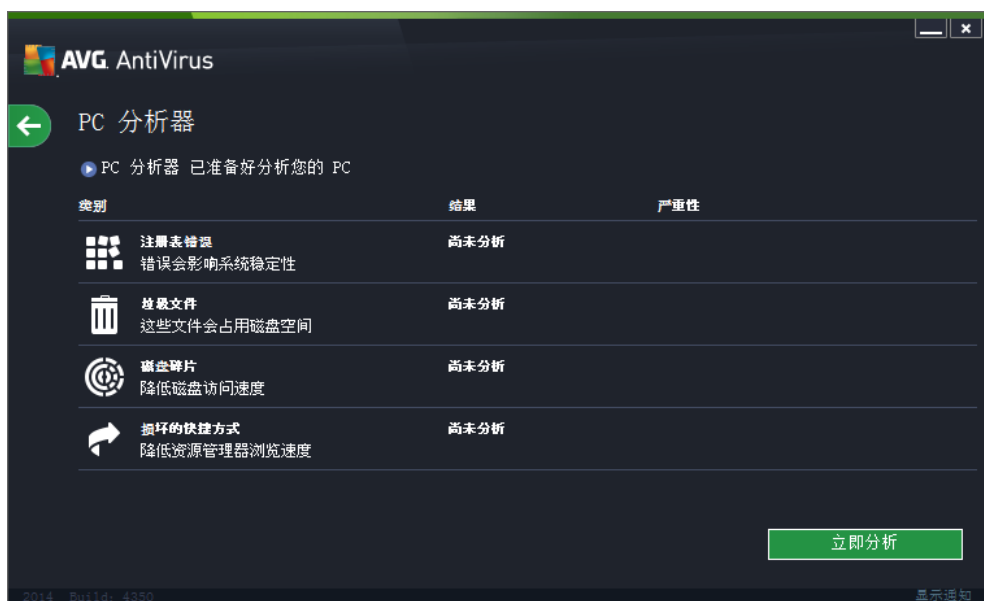 AVG. AntiVirus
PC 分析器
PC 分析器 已准备好分析您的 PC
类别 结果 严重性
注册表错误 尚未分析
错误会影响系统稳定性
垃圾文件 尚未分析
这些文件会占用磁盘空间
磁盘碎片 尚未分析
降低磁盘访问速度
损坏的快捷方式 尚未分析
降低资源管理器浏览速度
立即分析
2014 Build: 4350 显示通知